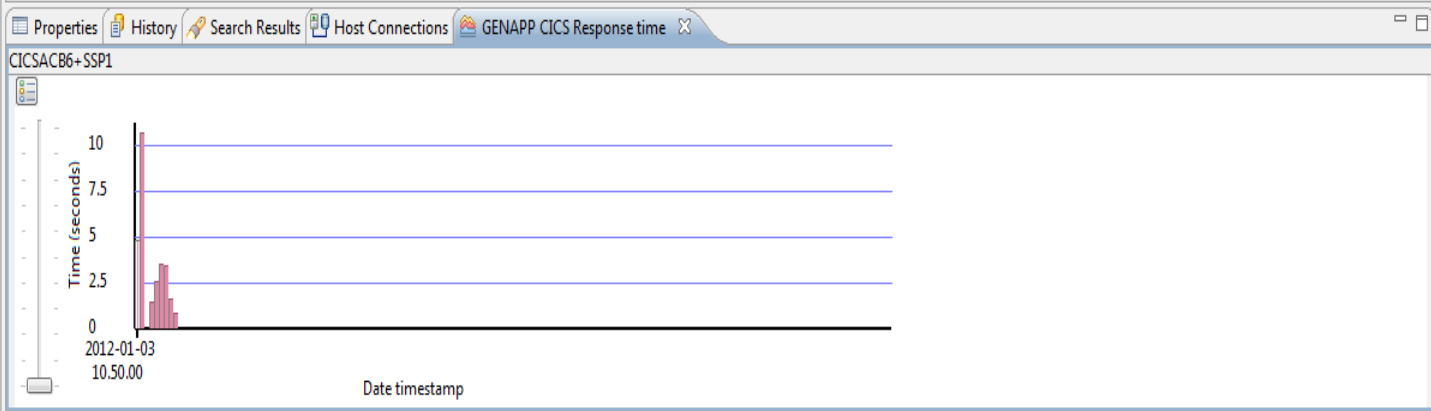 Properties History Search Results Host Connections GENAPP CICS Response time
CICSACB6+SSP1
Time (seconds)
10
7.5
5
2.5
0
2012-01-03
10.50.00
Date timestamp